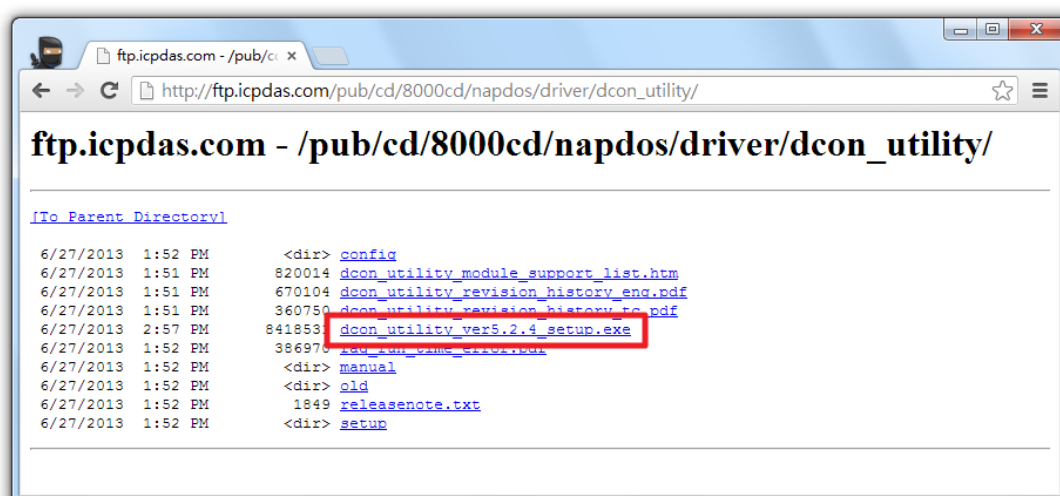 ftp.icpdas.com - /pub/c
http://ftp.icpdas.com/pub/cd/8000cd/napdos/driver/dcon_utility/
ftp.icpdas.com - /pub/cd/8000cd/napdos/driver/dcon_utility/
[To Parent Directory]
6/27/2013 1:52 PM <dir> config
6/27/2013 1:51 PM 820014 dcon_utility_module_support_list.htm
6/27/2013 1:51 PM 670104 dcon_utility_revision_history_eng.pdf
6/27/2013 1:51 PM 360750 dcon_utility_revision_history_tc.pdf
6/27/2013 2:57 PM dcon_utility_ver5.2.4_setup.exe
6/27/2013 1:52 PM 386970 faq_run_time_error.pdf
6/27/2013 1:52 PM <dir> manual
6/27/2013 1:52 PM <dir> old
6/27/2013 1:52 PM 1849 releasenote.txt
6/27/2013 1:52 PM <dir> setup